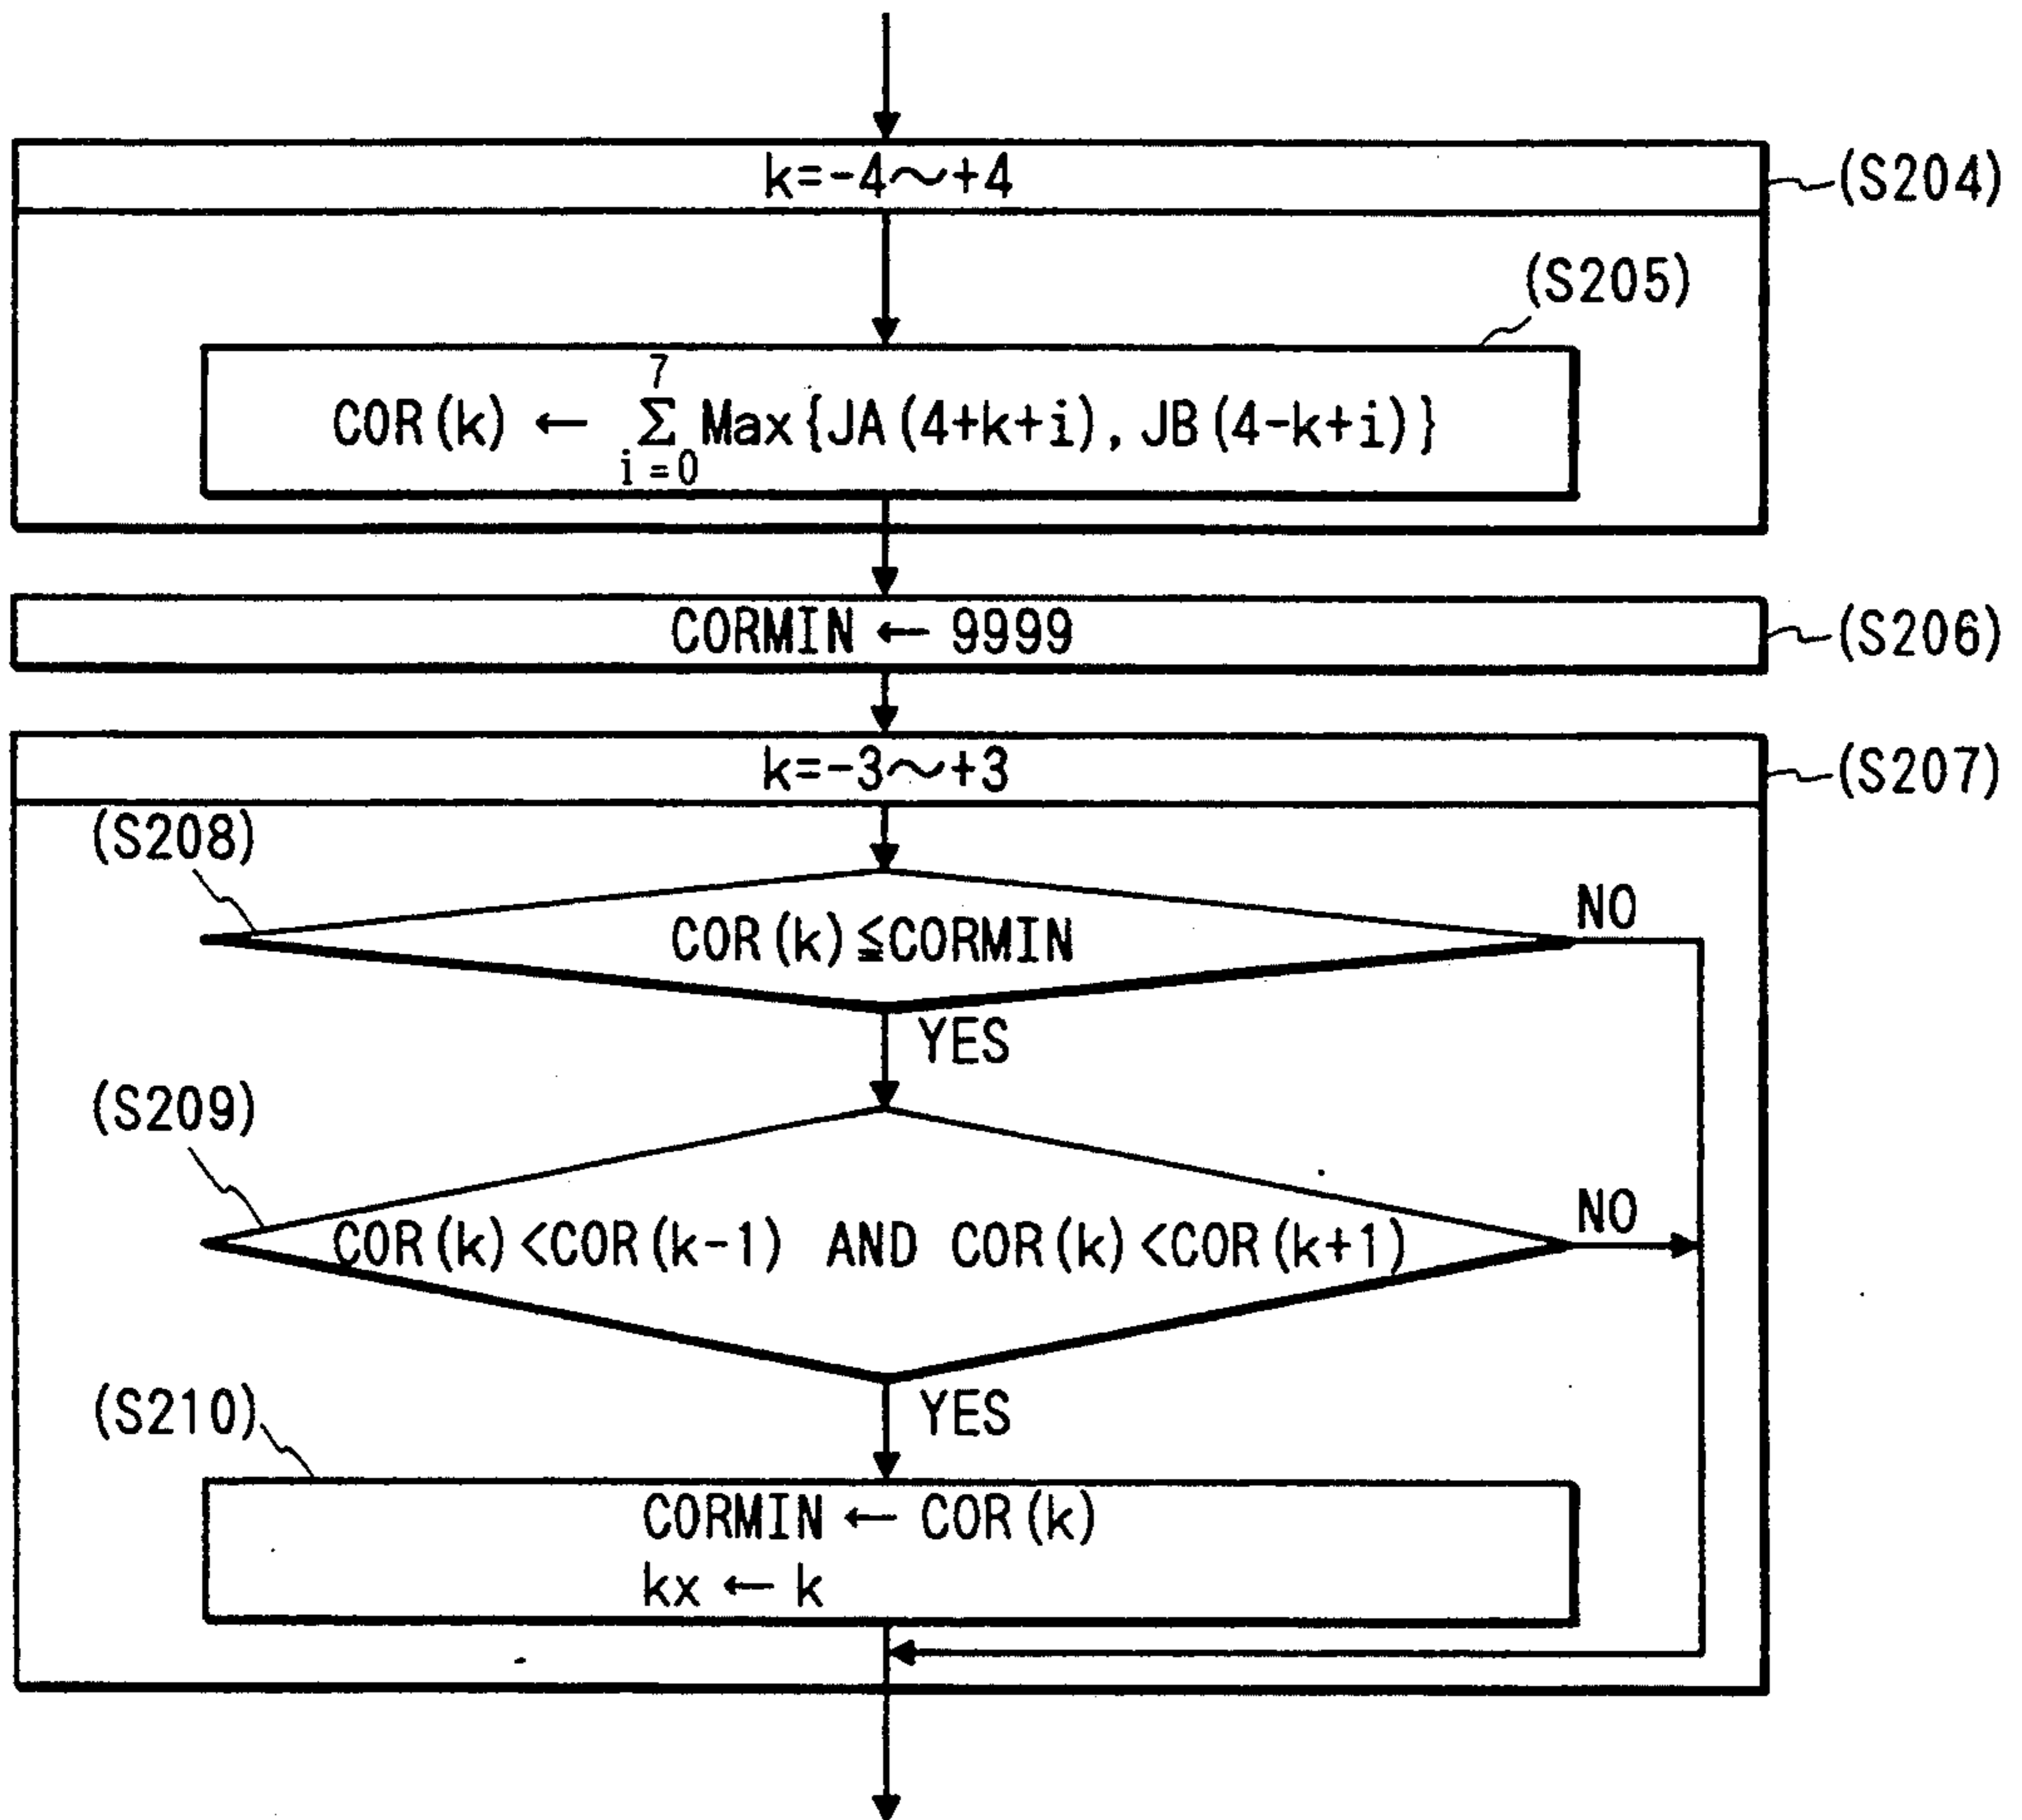 k=-4～+4
(S204)
(S205)
COR(k) ← 7 Σ i=0 Max{JA(4+k+i), JB(4-k+i)}
CORMIN ← 9999
(S206)
k=-3～+3
(S207)
(S208)
COR(k)≦CORMIN
NO
YES
(S209)
COR(k)<COR(k-1) AND COR(k)<COR(k+1)
NO
YES
(S210)
CORMIN ← COR(k)
kx ← k